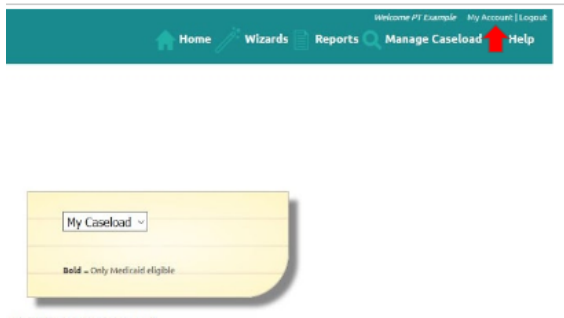 Welcome PT Example My Account | Logout
Home Wizards Reports Manage Caseload Help
My Caseload
Bold = Only Medicaid eligible